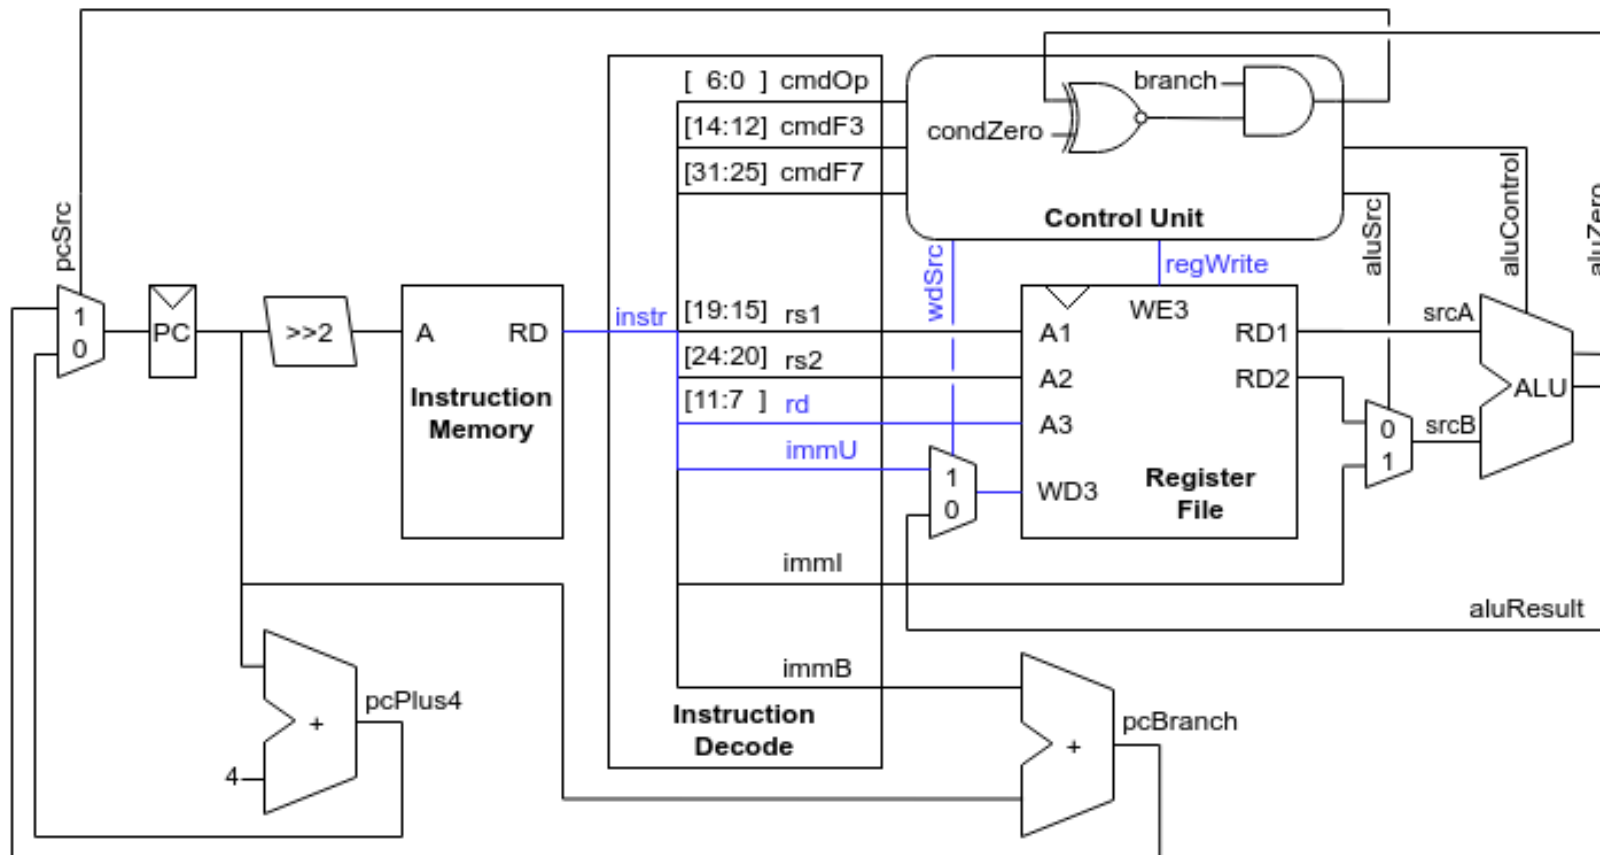 [ 6:0 ] cmdOp
branch
[14:12] cmdF3
condZero
[31:25] cmdF7
Control Unit
pcSrc
wdSrc
regWrite
aluSrc
aluControl
aluZero
1
0
PC
>>2
A RD
Instruction
Memory
instr
[19:15] rs1
[24:20] rs2
[11:7 ] rd
immU
1
0
WE3
A1
A2
A3
WD3
RD1
RD2
Register
File
srcA
srcB
0
1
ALU
immI
aluResult
immB
Instruction
Decode
pcPlus4
+
4
pcBranch
+